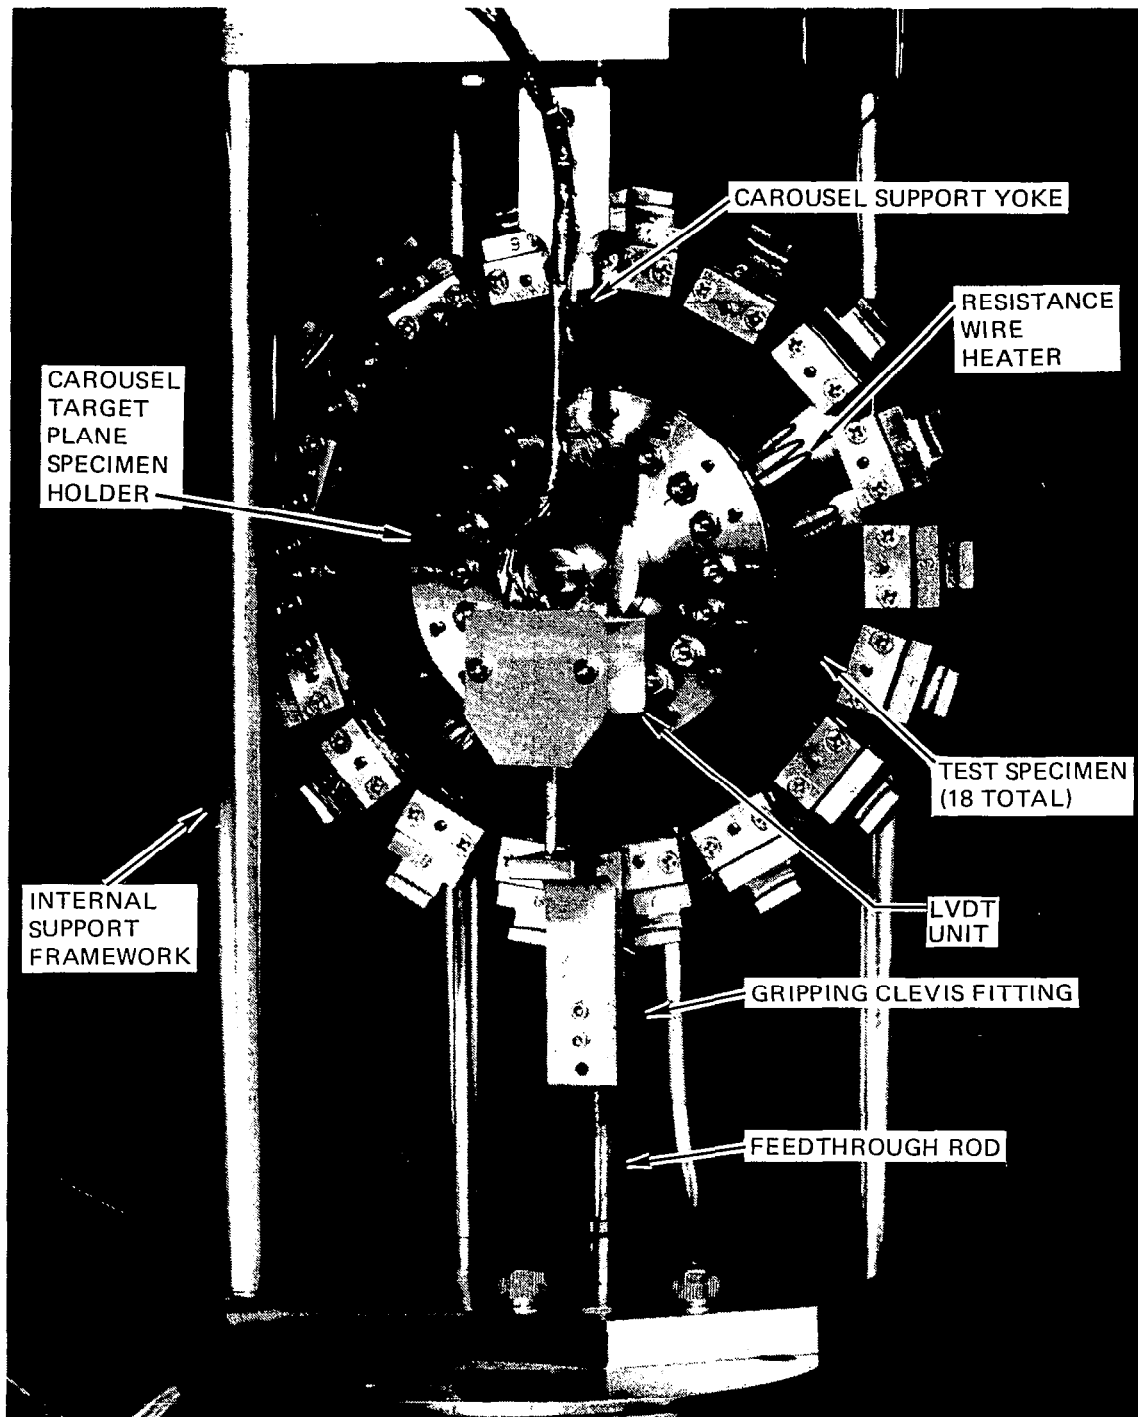 CAROUSEL SUPPORT YOKE
RESISTANCE
WIRE
HEATER
CAROUSEL
TARGET
PLANE
SPECIMEN
HOLDER
TEST SPECIMEN
(18 TOTAL)
INTERNAL
SUPPORT
FRAMEWORK
LVDT
UNIT
GRIPPING CLEVIS FITTING
FEEDTHROUGH ROD